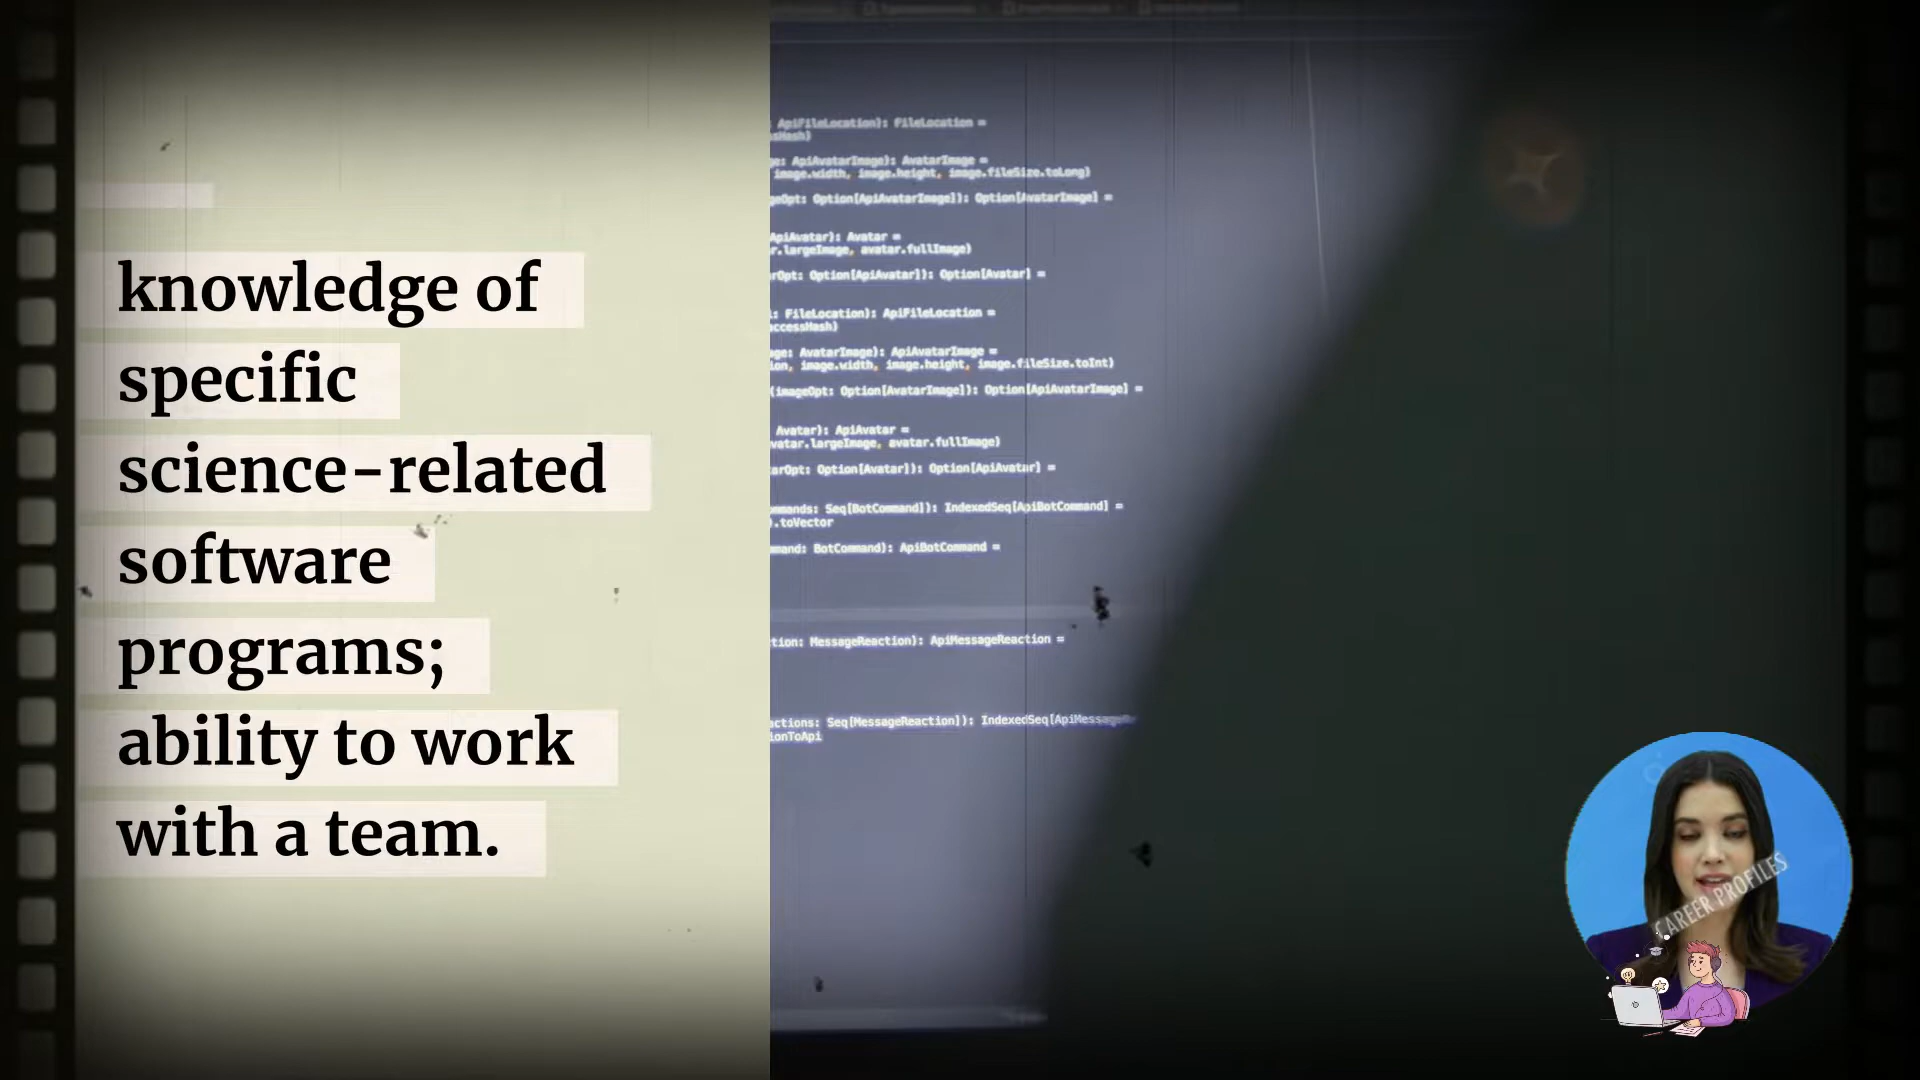 knowledge of
specific
science-related
software
programs;
ability to work
with a team.
ApiFileLocation): FileLocation =
ApiAvatarImage): AvatarImage =
image.width, image.height, image.fileSize.toLong)
Option[ApiAvatarImage]): Option[AvatarImage] =
ApiAvatar): Avatar =
largeImage, avatar.fullImage)
Option[ApiAvatar]): Option[Avatar] =
FileLocation): ApiFileLocation =
accessHash)
AvatarImage): ApiAvatarImage =
image.width, image.height, image.fileSize.toInt)
(imageOpt: Option[AvatarImage]): Option[ApiAvatarImage] =
Avatar): ApiAvatar =
largeImage, avatar.fullImage)
Option[Avatar]): Option[ApiAvatar] =
Seq[BotCommand]): IndexedSeq[ApiBotCommand] =
).toVector
BotCommand): ApiBotCommand =
MessageReaction): ApiMessageReaction =
Seq[MessageReaction]): IndexedSeq[
ionToApi
CAREER PROFILES